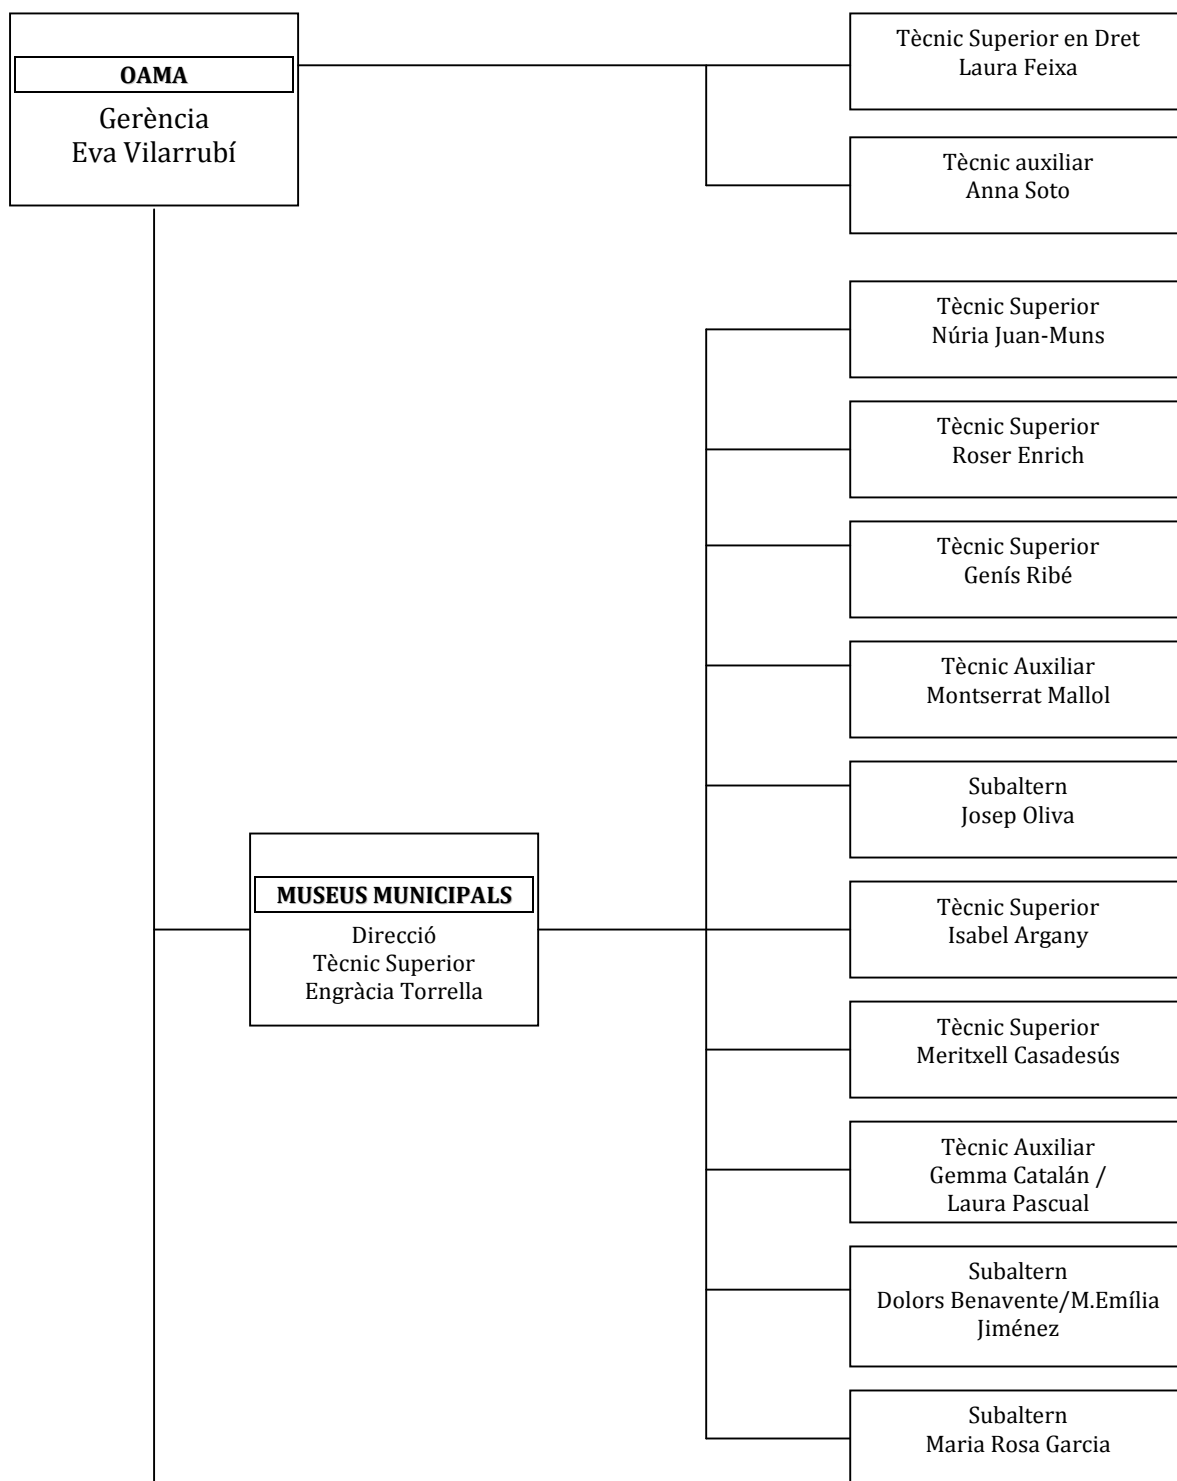 OAMA
Gerència
Eva Vilarrubí
Tècnic Superior en Dret
Laura Feixa
Tècnic auxiliar
Anna Soto
Tècnic Superior
Núria Juan-Muns
Tècnic Superior
Roser Enrich
Tècnic Superior
Genís Ribé
Tècnic Auxiliar
Montserrat Mallol
Subaltern
Josep Oliva
MUSEUS MUNICIPALS
Direcció
Tècnic Superior
Engràcia Torrella
Tècnic Superior
Isabel Argany
Tècnic Superior
Meritxell Casadesús
Tècnic Auxiliar
Gemma Catalán /
Laura Pascual
Subaltern
Dolors Benavente/M.Emília
Jiménez
Subaltern
Maria Rosa Garcia